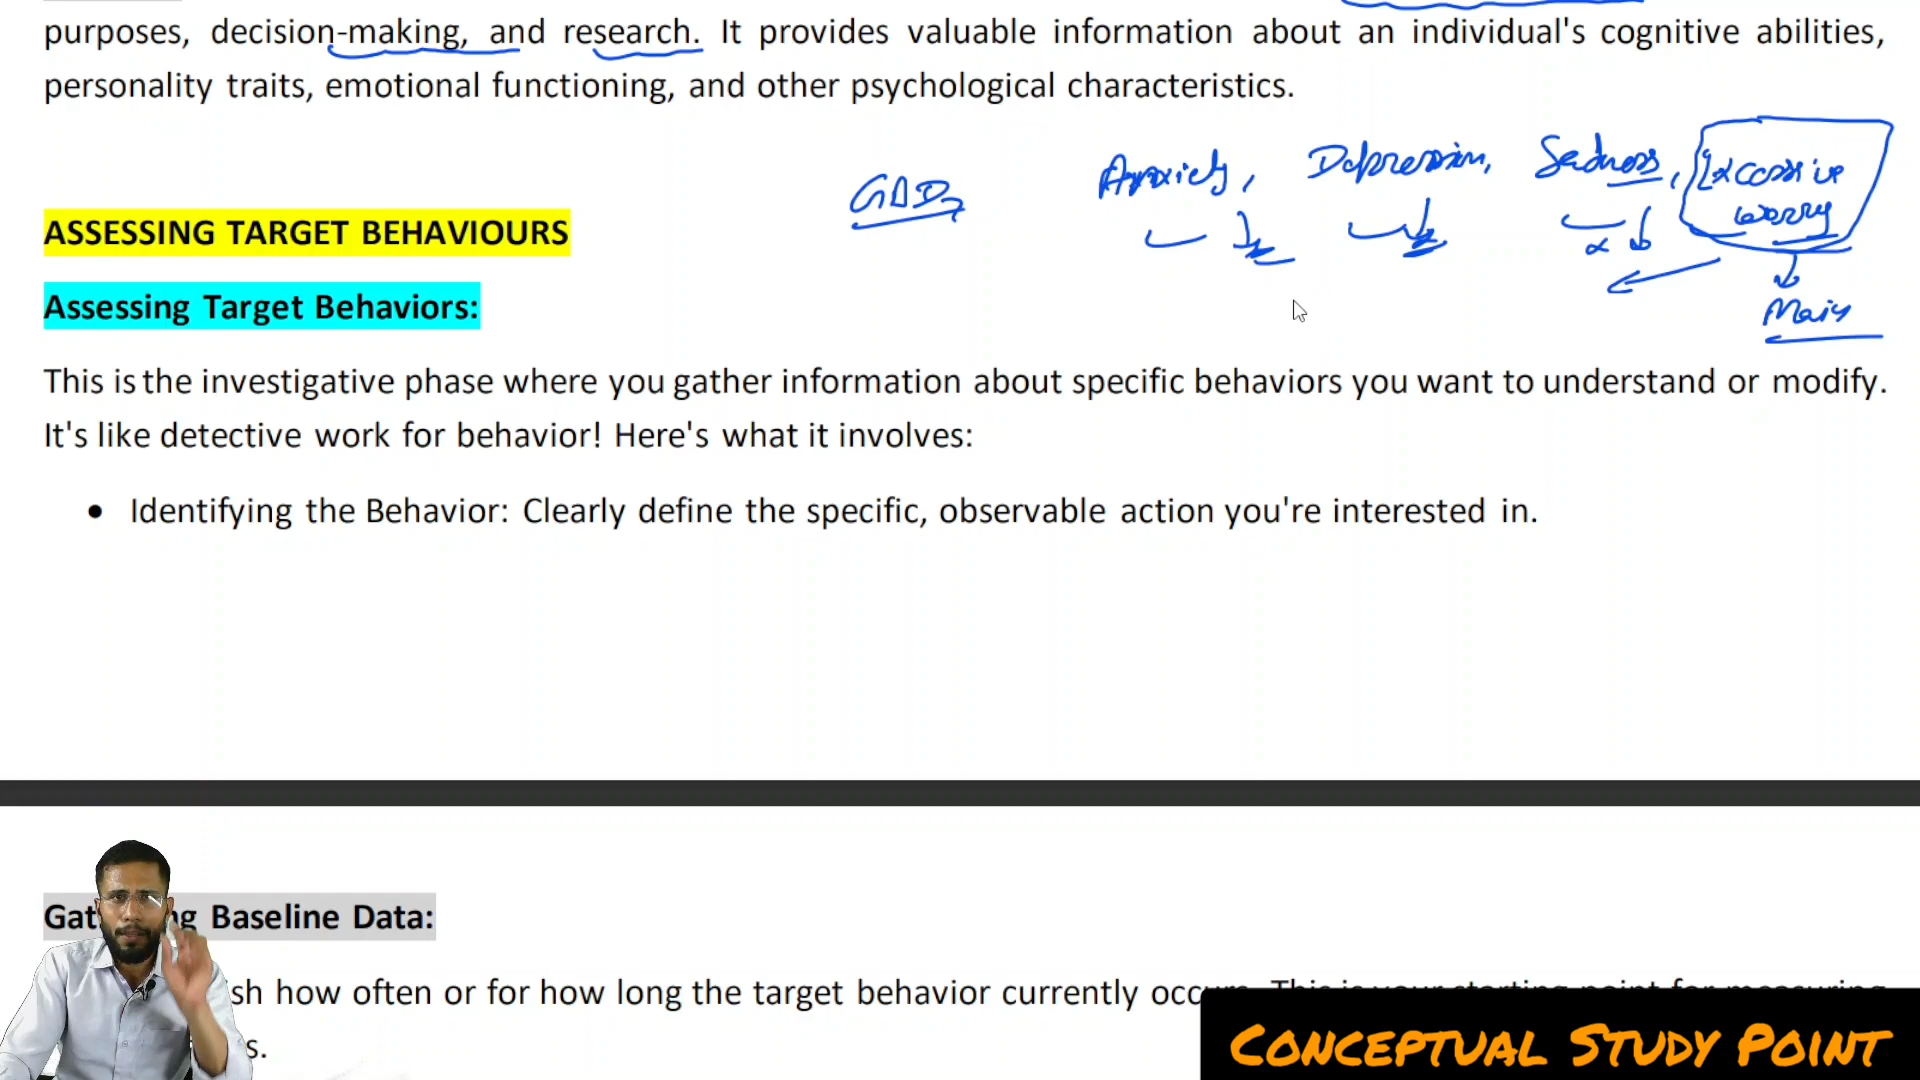 purposes, decision-making, and research. It provides valuable information about an individual's cognitive abilities,
personality traits, emotional functioning, and other psychological characteristics.
GAD,
Anxiety, Depression, Sadness, Excessive
worry
ASSESSING TARGET BEHAVIOURS
Assessing Target Behaviors:
Main
This is the investigative phase where you gather information about specific behaviors you want to understand or modify.
It's like detective work for behavior! Here's what it involves:
• Identifying the Behavior: Clearly define the specific, observable action you're interested in.
Baseline Data:
how often or for how long the target behavior currently
CONCEPTUAL STUDY POINT